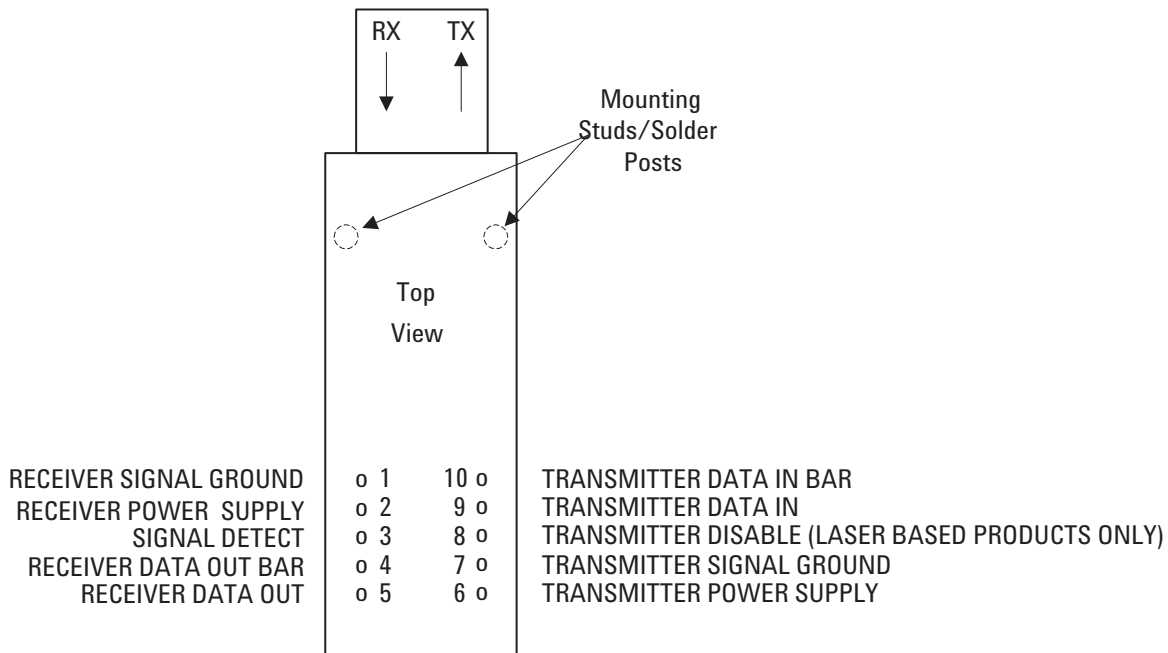 RX TX
Mounting
Studs/Solder
Posts
Top
View
RECEIVER SIGNAL GROUND o 1 10 o TRANSMITTER DATA IN BAR
RECEIVER POWER SUPPLY o 2 9 o TRANSMITTER DATA IN
SIGNAL DETECT o 3 8 o TRANSMITTER DISABLE (LASER BASED PRODUCTS ONLY)
RECEIVER DATA OUT BAR o 4 7 o TRANSMITTER SIGNAL GROUND
RECEIVER DATA OUT o 5 6 o TRANSMITTER POWER SUPPLY